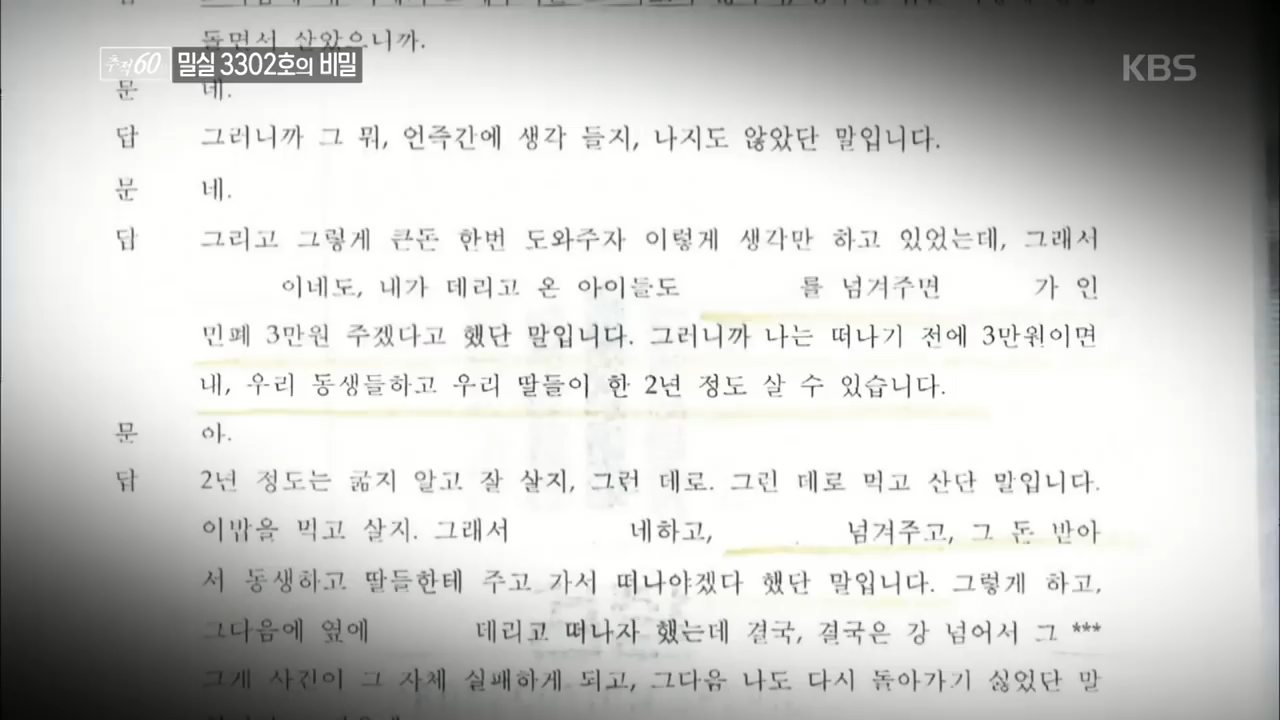 돌면서 살았으니까.
추적60 밀실 3302호의 비밀
KBS
문 네.
답 그러니까 그 뭐, 언즉간에 생각 들지, 나지도 않았단 말입니다.
문 네.
답 그리고 그렇게 큰돈 한번 도와주자 이렇게 생각만 하고 있었는데, 그래서
이네도, 내가 데리고 온 아이들도 를 넘겨주면 가 인
민폐 3만원 주겠다고 했단 말입니다. 그러니까 나는 떠나기 전에 3만원이면
내, 우리 동생들하고 우리 딸들이 한 2년 정도 살 수 있습니다.
문 아.
답 2년 정도는 굶지 알고 잘 살지, 그런 데로. 그린 데로 먹고 산단 말입니다.
이밥을 먹고 살지. 그래서 네하고, 넘겨주고, 그 돈 받아
서 동생하고 딸들한테 주고 가서 떠나야겠다 했단 말입니다. 그렇게 하고,
그다음에 옆에 데리고 떠나자 했는데 결국, 결국은 강 넘어서 그 ***
그게 사건이 그 자체 실패하게 되고, 그다음 나도 다시 돌아가기 싫었단 말